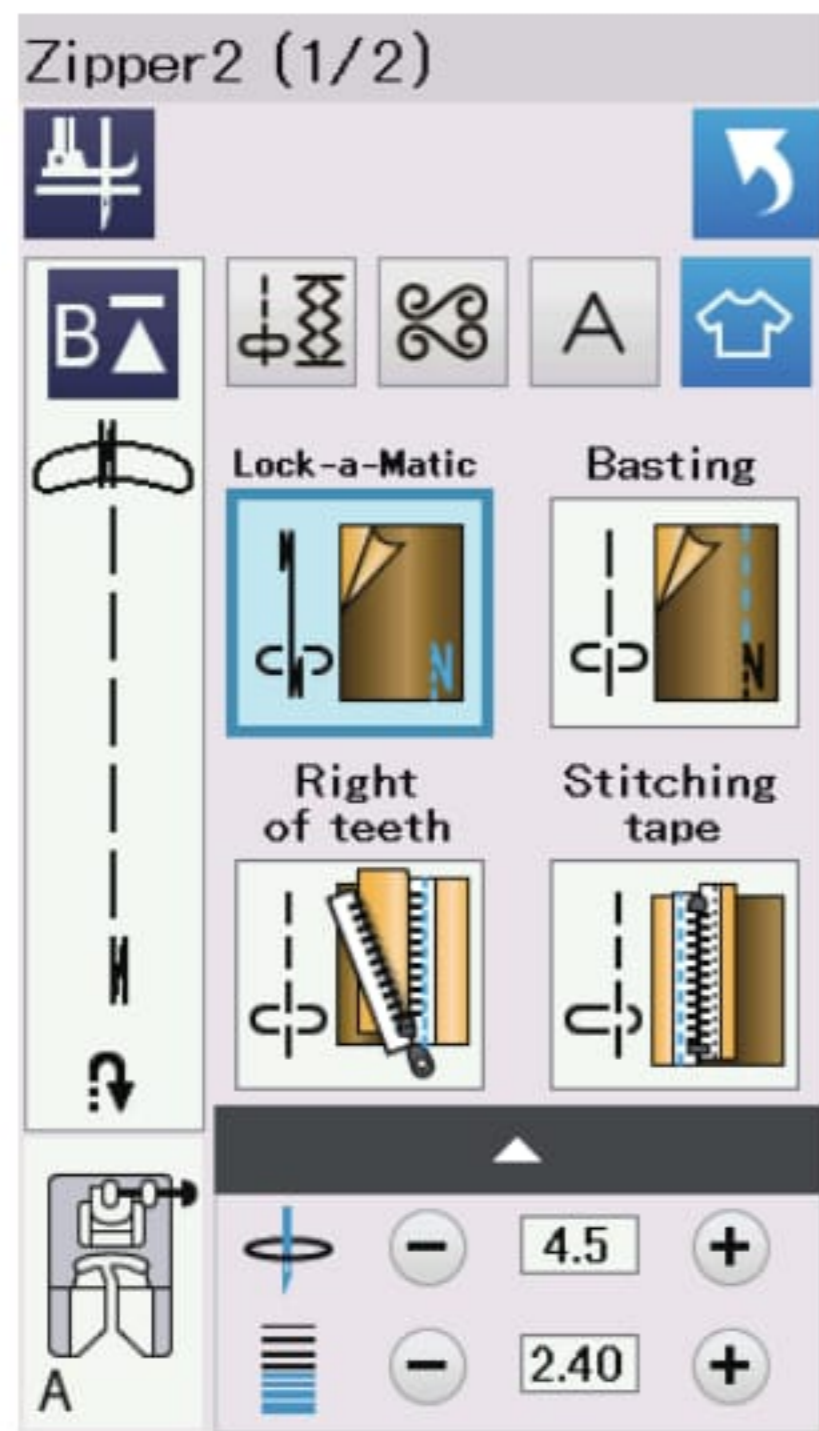 Zipper2 (1/2)
B
A
Lock-a-Matic
Basting
Right
of teeth
Stitching
tape
4.5
2.40
A